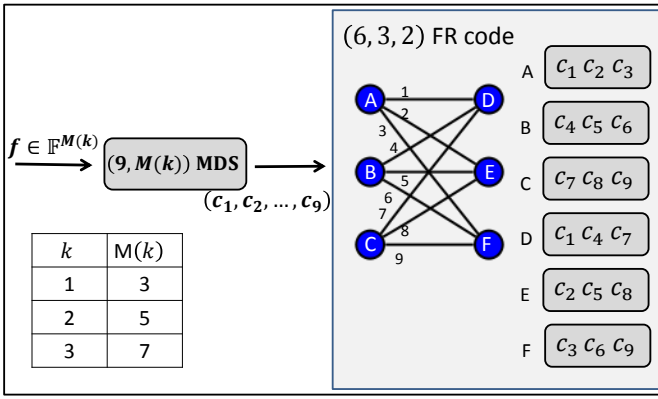 f ∈ 𝔽^{M(k)}
(9, M(k)) MDS
(c₁, c₂, …, c₉)
k M(k)
1 3
2 5
3 7
(6, 3, 2) FR code
A
B
C
D
E
F
1
2
3
4
5
6
7
8
9
A c₁ c₂ c₃
B c₄ c₅ c₆
C c₇ c₈ c₉
D c₁ c₄ c₇
E c₂ c₅ c₈
F c₃ c₆ c₉